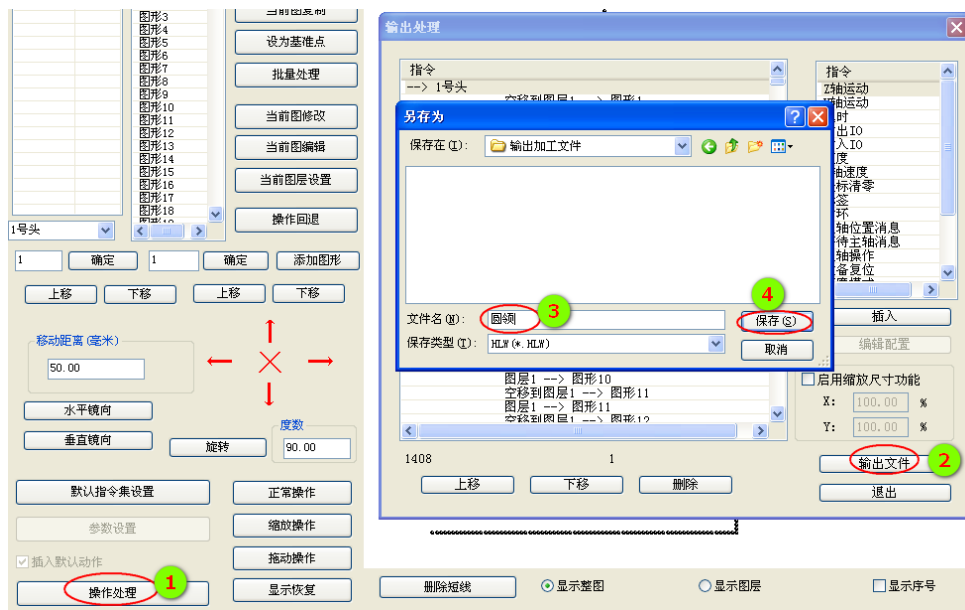 图形3
图形4
图形5
图形6
图形7
图形8
图形9
图形10
图形11
图形12
图形13
图形14
图形15
图形16
图形17
图形18
当前图复制
设为基准点
批量处理
当前图修改
当前图编辑
当前图层设置
操作回退
1号头
1
确定
1
确定
添加图形
上移
下移
上移
下移
移动距离(毫米)
50.00
水平镜向
垂直镜向
旋转
度数
90.00
默认指令集设置
正常操作
参数设置
缩放操作
插入默认动作
拖动操作
1
操作处理
显示恢复
输出处理
指令
--> 1号头
空移到图层1 --> 图形1
另存为
保存在(I):
输出加工文件
文件名(N):
圆领
3
4
保存(S)
保存类型(T):
HLW (*.HLW)
取消
图层1 --> 图形10
空移到图层1 --> 图形11
图层1 --> 图形11
空移到图层1 --> 图形12
1408
1
上移
下移
删除
指令
Z轴运动
轴运动
时
出IO
入IO
度
轴速度
标清零
签
环
轴位置消息
待主轴消息
轴操作
备复位
插入
编辑配置
启用缩放尺寸功能
X:
100.00
%
Y:
100.00
%
输出文件
2
退出
删除短线
显示整图
显示图层
显示序号